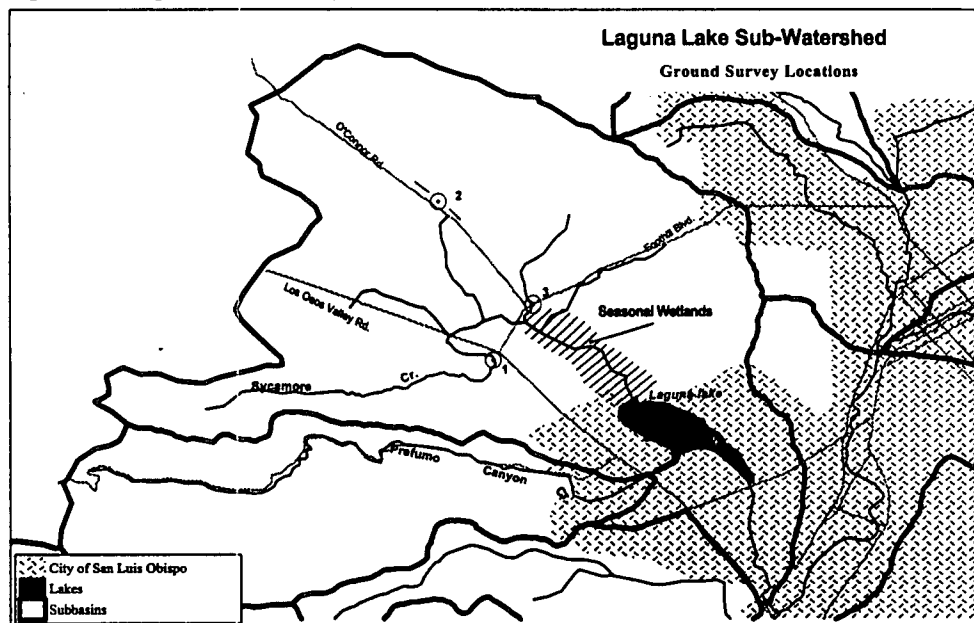 Laguna Lake Sub-Watershed
Ground Survey Locations
O'Connor Rd.
2
Foothill Blvd.
3
Los Osos Valley Rd.
Seasonal Wetlands
1
Sycamore Cr.
Laguna lake
Prefumo Canyon Cr.
City of San Luis Obispo
Lakes
Subbasins